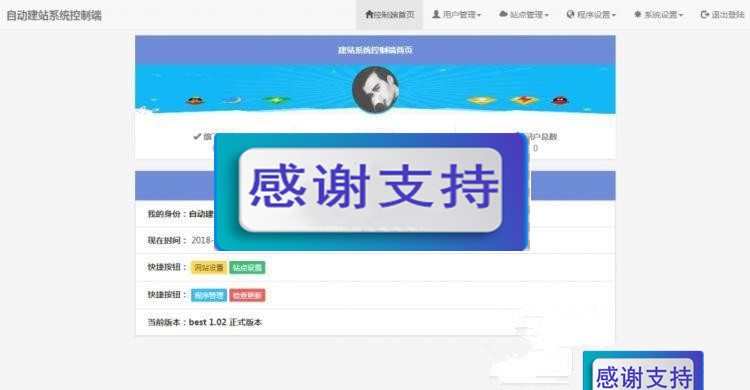 自动建站系统控制端
控制端首页 用户管理 站点管理 程序设置 系统设置 退出登陆
建站系统控制端首页
户总数
0
感谢支持
我的身份：自动建
现在时间： 2018-
快捷按钮： 网站设置 站点设置
快捷按钮： 程序管理 检查更新
当前版本：best 1.02 正式版本
感谢支持